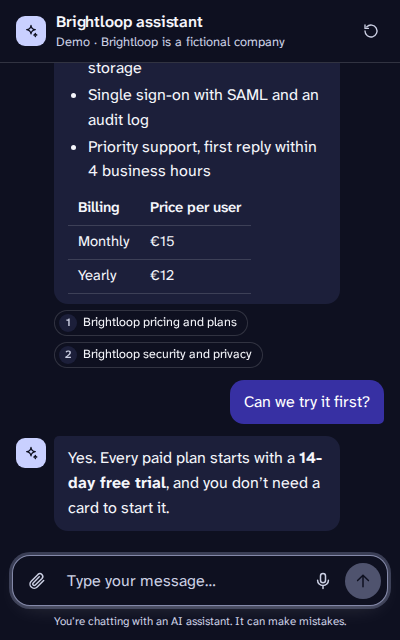 Brightloop assistant
Demo · Brightloop is a fictional company
storage
• Single sign-on with SAML and an
audit log
• Priority support, first reply within
4 business hours
Billing Price per user
Monthly €15
Yearly €12
1 Brightloop pricing and plans
2 Brightloop security and privacy
Can we try it first?
Yes. Every paid plan starts with a 14-
day free trial, and you don’t need a
card to start it.
Type your message...
You’re chatting with an AI assistant. It can make mistakes.